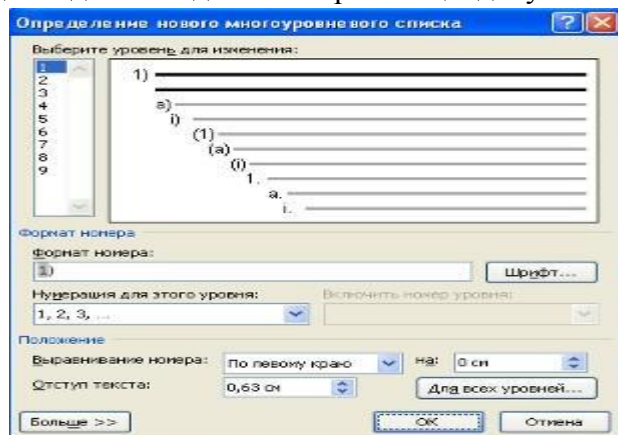 Определение нового многоуровневого списка
Выберите уровень для изменения:
1
2
3
4
5
6
7
8
9
1)
a)
i)
(1)
(a)
(i)
1.
a.
i.
Формат номера
Формат номера:
1)
Шрифт...
Нумерация для этого уровня:
Включить номер уровня:
1, 2, 3, ...
Положение
Выравнивание номера:
По левому краю
на:
0 см
Отступ текста:
0,63 см
Для всех уровней...
Больше >>
ОК
Отмена